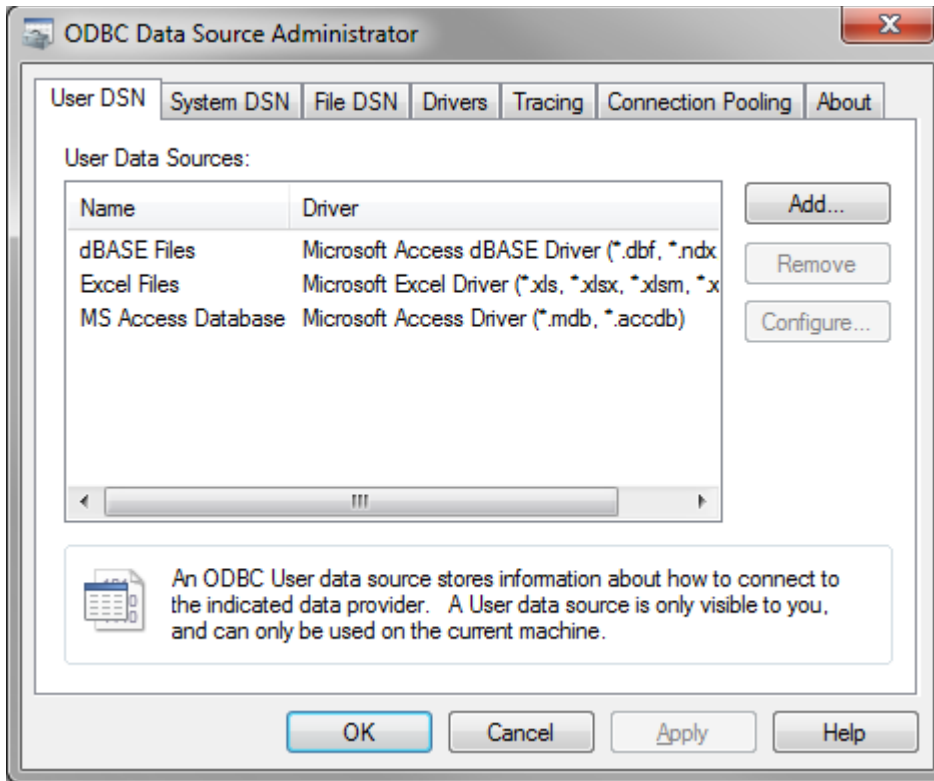 ODBC Data Source Administrator
User DSN System DSN File DSN Drivers Tracing Connection Pooling About
User Data Sources:
Name Driver
dBASE Files Microsoft Access dBASE Driver (*.dbf, *.ndx
Excel Files Microsoft Excel Driver (*.xls, *.xlsx, *.xlsm, *.x
MS Access Database Microsoft Access Driver (*.mdb, *.accdb)
Add...
Remove
Configure...
An ODBC User data source stores information about how to connect to
the indicated data provider. A User data source is only visible to you,
and can only be used on the current machine.
OK Cancel Apply Help